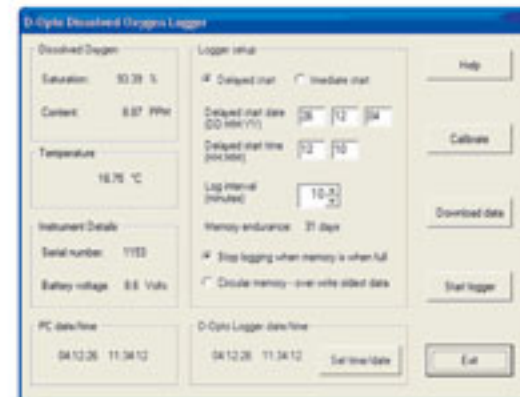 D-Opto Dissolved Oxygen Logger
Dissolved Oxygen
Saturation: 93.39 %
Content: 8.87 PPM
Temperature
16.76 °C
Instrument Details
Serial number: 1153
Battery voltage 8.6 Volts
PC date/time
04:12:26 11:34:12
Logger setup
Delayed start Imediate start
Delayed start date
(DD:MM:YY)
26 12 04
Delayed start time
(HH:MM)
12 10
Log interval
(minutes)
10
Memory endurance: 31 days
Stop logging when memory is when full
Circular memory - over write oldest data
D-Opto Logger date/time
04:12:26 11:34:12
Set time/date
Help
Calibrate
Download data
Start logger
Exit